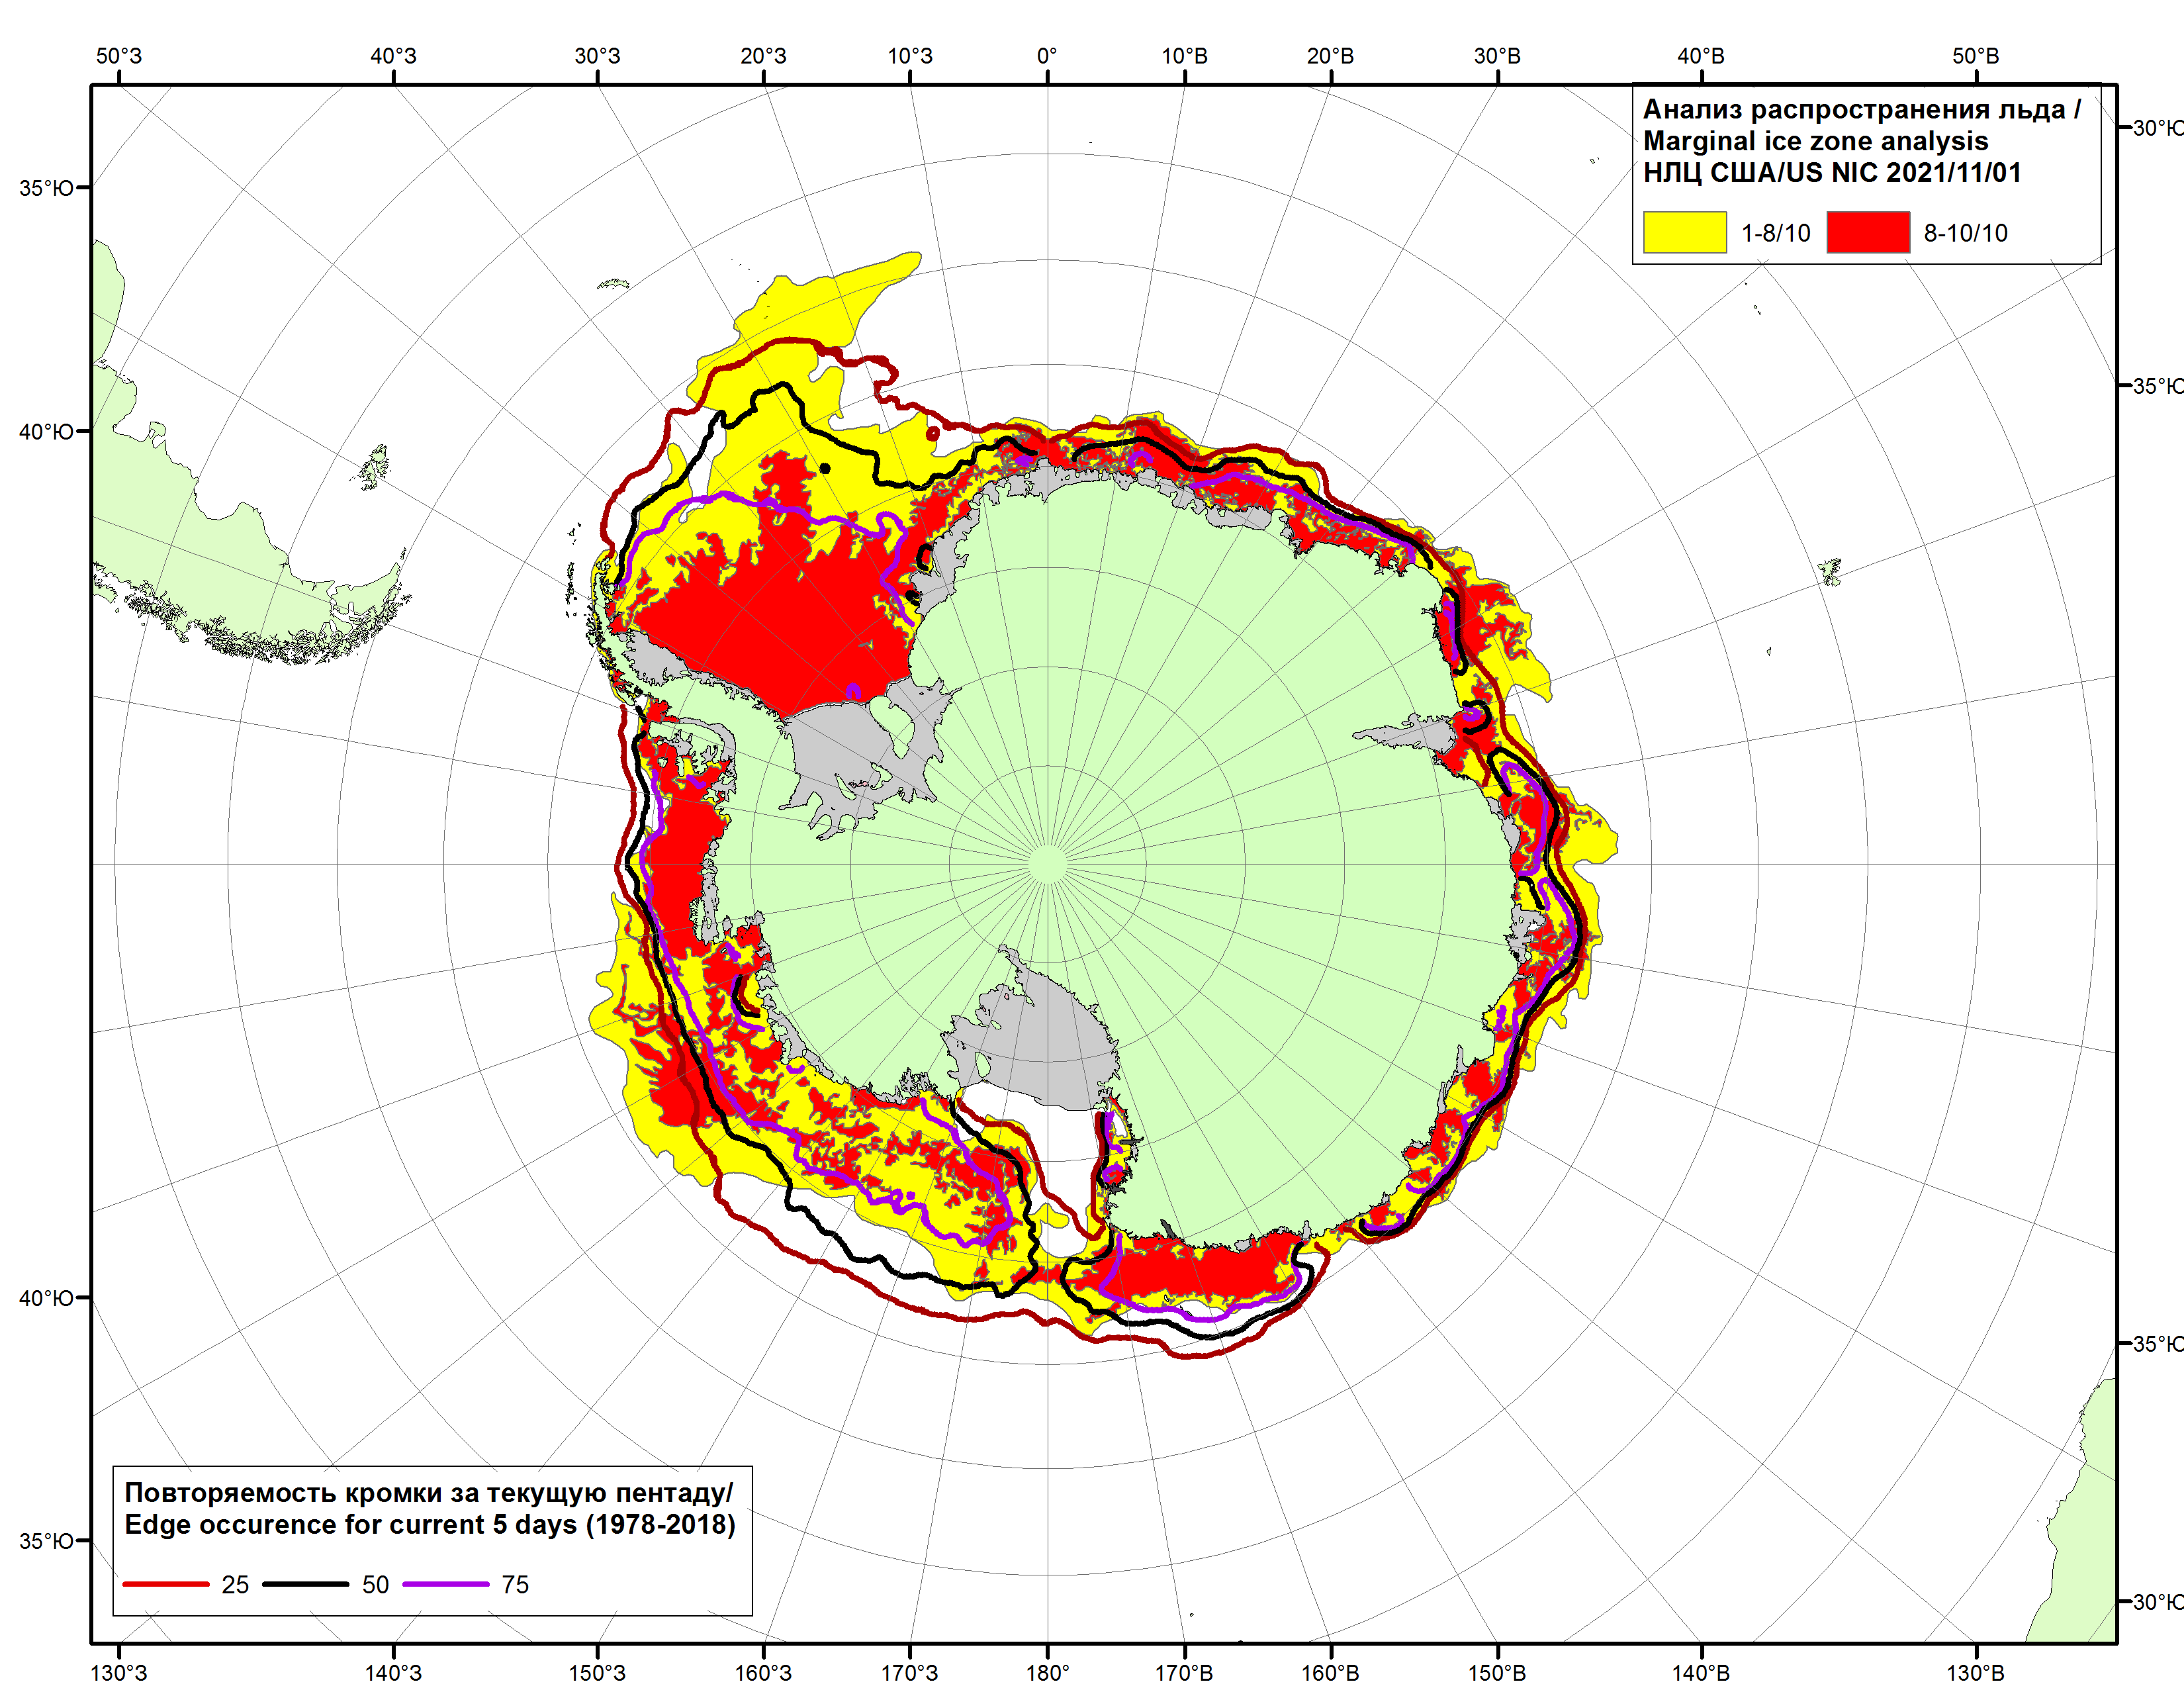 50°З 40°З 30°З 20°З 10°З 0° 10°В 20°В 30°В 40°В 50°В
Анализ распространения льда /
Marginal ice zone analysis
НЛЦ США/US NIC 2021/11/01
1-8/10 8-10/10
30°Ю
35°Ю
35°Ю
40°Ю
40°Ю
35°Ю
35°Ю
30°Ю
Повторяемость кромки за текущую пентаду/
Edge occurence for current 5 days (1978-2018)
25 50 75
130°З 140°З 150°З 160°З 170°З 180° 170°В 160°В 150°В 140°В 130°В